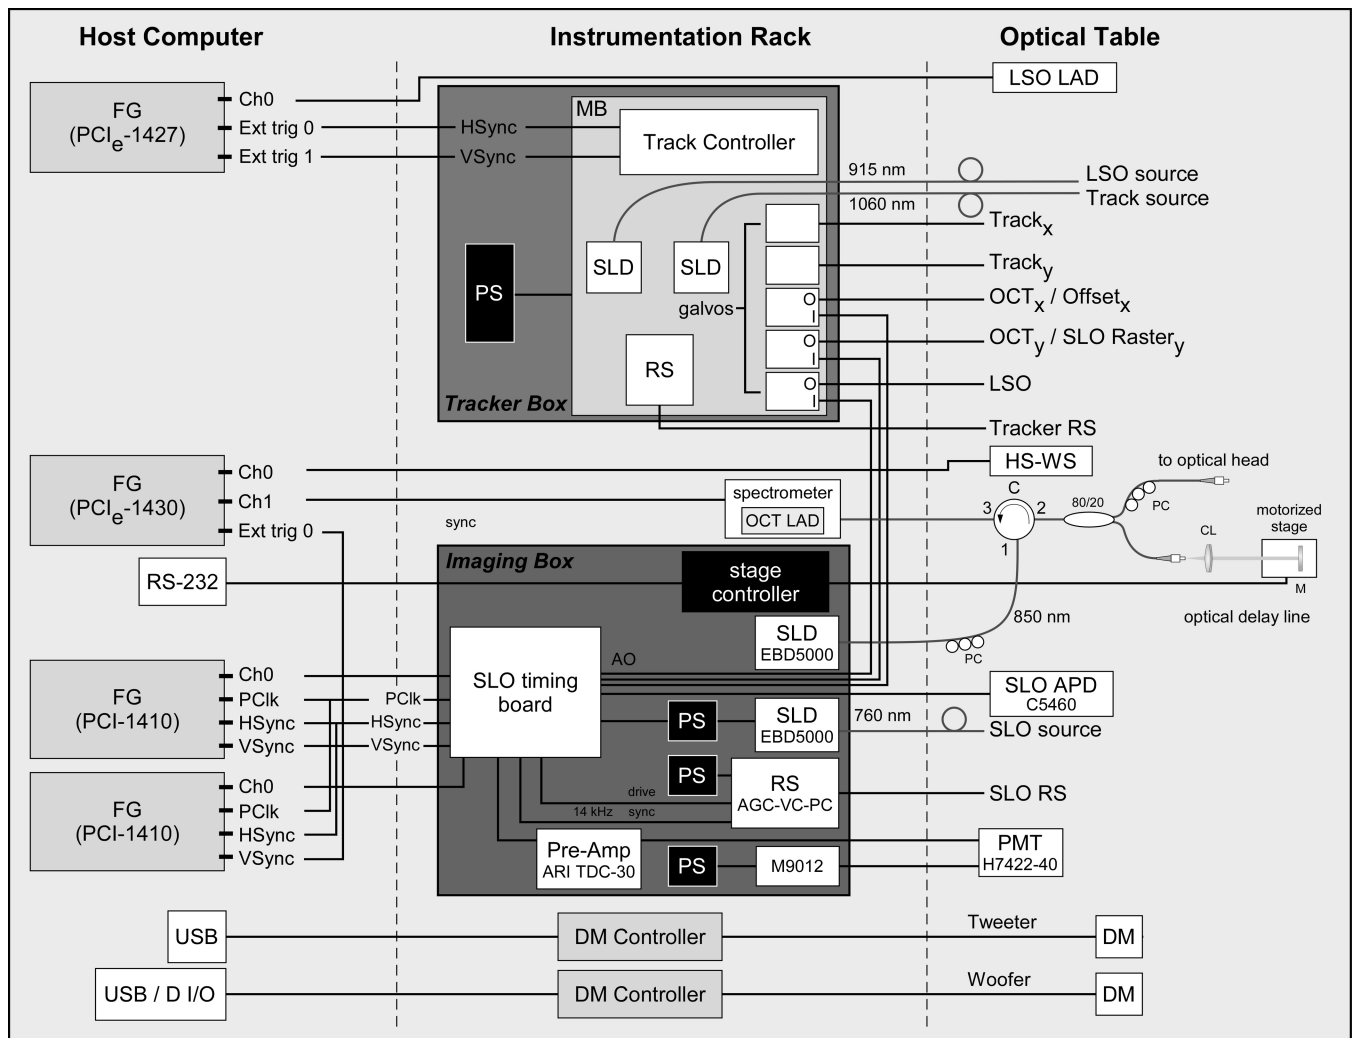 Host Computer
Instrumentation Rack
Optical Table
FG
(PCIe-1427)
Ch0
Ext trig 0
Ext trig 1
HSync
VSync
MB
Track Controller
LSO LAD
915 nm
1060 nm
LSO source
Track source
SLD
SLD
PS
galvos
RS
O
I
O
I
O
I
Trackx
Tracky
OCTx / Offsetx
OCTy / SLO Rastery
LSO
Tracker RS
Tracker Box
FG
(PCIe-1430)
Ch0
Ch1
Ext trig 0
RS-232
sync
spectrometer
OCT LAD
HS-WS
C
3
2
1
80/20
PC
to optical head
CL
motorized
stage
M
optical delay line
850 nm
PC
Imaging Box
stage
controller
SLD
EBD5000
AO
SLO timing
board
FG
(PCI-1410)
Ch0
PClk
HSync
VSync
PClk
HSync
VSync
FG
(PCI-1410)
Ch0
PClk
HSync
VSync
PS
SLD
EBD5000
760 nm
SLO APD
C5460
SLO source
PS
RS
AGC-VC-PC
drive
14 kHz
sync
SLO RS
Pre-Amp
ARI TDC-30
PS
M9012
PMT
H7422-40
USB
DM Controller
Tweeter
DM
USB / D I/O
DM Controller
Woofer
DM